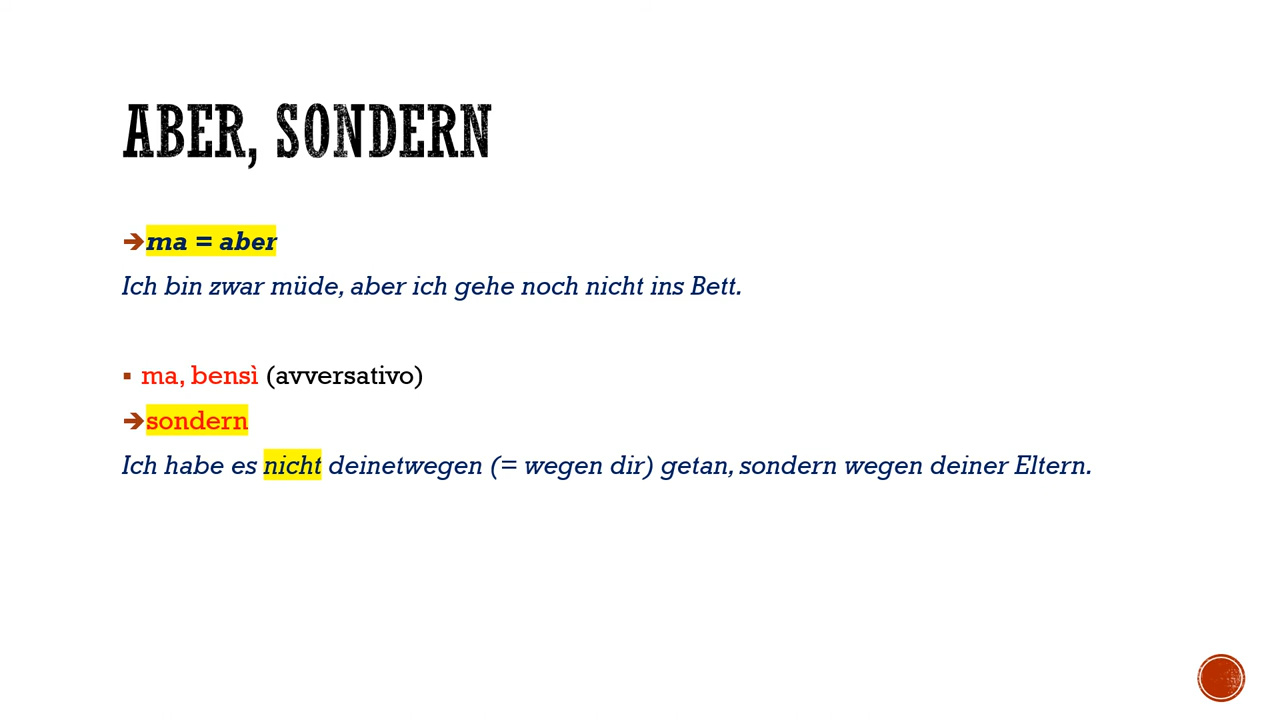 ABER, SONDERN
➔ma = aber
Ich bin zwar müde, aber ich gehe noch nicht ins Bett.
▪ ma, bensì (avversativo)
➔sondern
Ich habe es nicht deinetwegen (= wegen dir) getan, sondern wegen deiner Eltern.